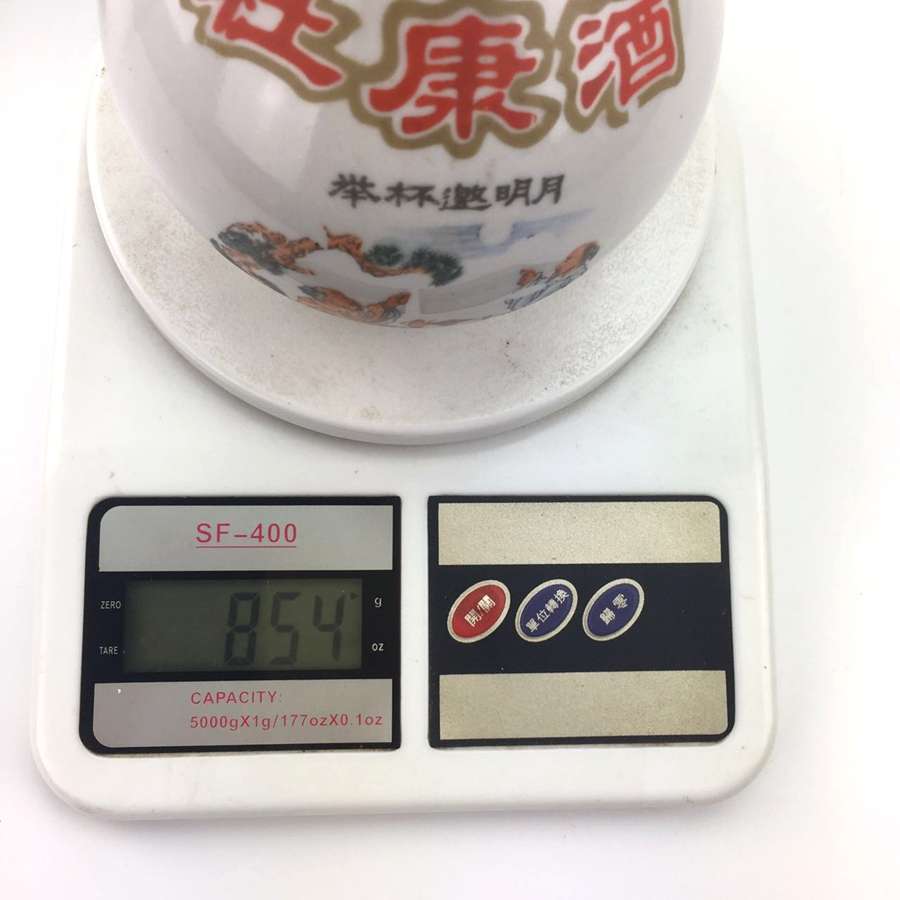 杜康酒
举杯邀明月
SF-400
ZERO
854
g
TARE
oz
CAPACITY:
5000gX1g/177ozX0.1oz
開關
單位轉換
歸零